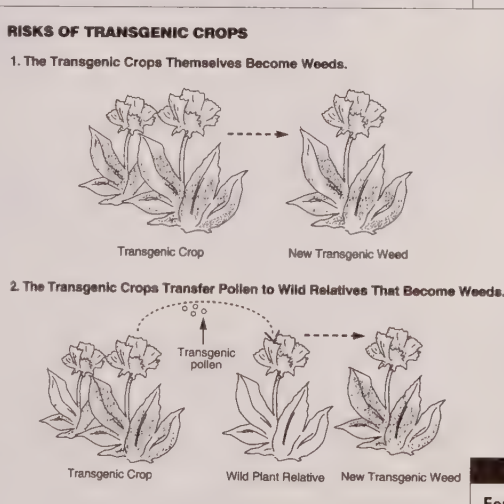 RISKS OF TRANSGENIC CROPS
1. The Transgenic Crops Themselves Become Weeds.
Transgenic Crop New Transgenic Weed
2. The Transgenic Crops Transfer Pollen to Wild Relatives That Become Weeds.
Transgenic
pollen
Transgenic Crop Wild Plant Relative New Transgenic Weed